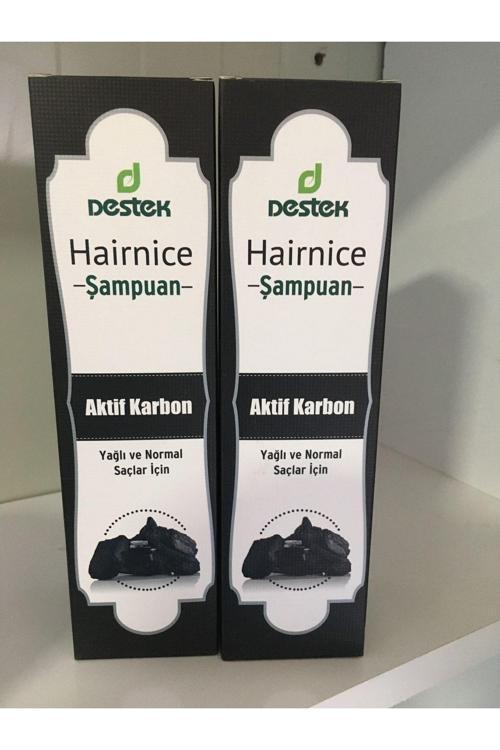 Destek
Hairnice
–Şampuan–
Aktif Karbon
Yağlı ve Normal
Saçlar İçin
Destek
Hairnice
–Şampuan–
Aktif Karbon
Yağlı ve Normal
Saçlar İçin